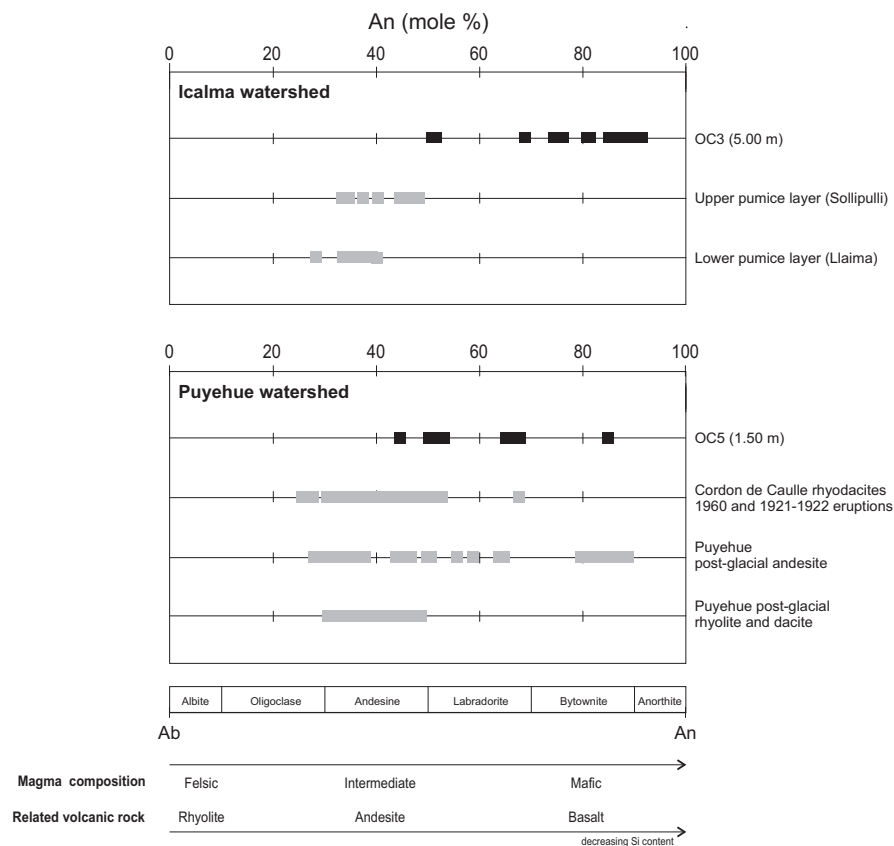 An (mole %)
0 20 40 60 80 100
Icalma watershed
OC3 (5.00 m)
Upper pumice layer (Sollipulli)
Lower pumice layer (Llaima)
0 20 40 60 80 100
Puyehue watershed
OC5 (1.50 m)
Cordon de Caulle rhyodacites
1960 and 1921-1922 eruptions
Puyehue
post-glacial andesite
Puyehue post-glacial
rhyolite and dacite
Albite Oligoclase Andesine Labradorite Bytownite Anorthite
Ab An
Magma composition Felsic Intermediate Mafic
Related volcanic rock Rhyolite Andesite Basalt
decreasing Si content